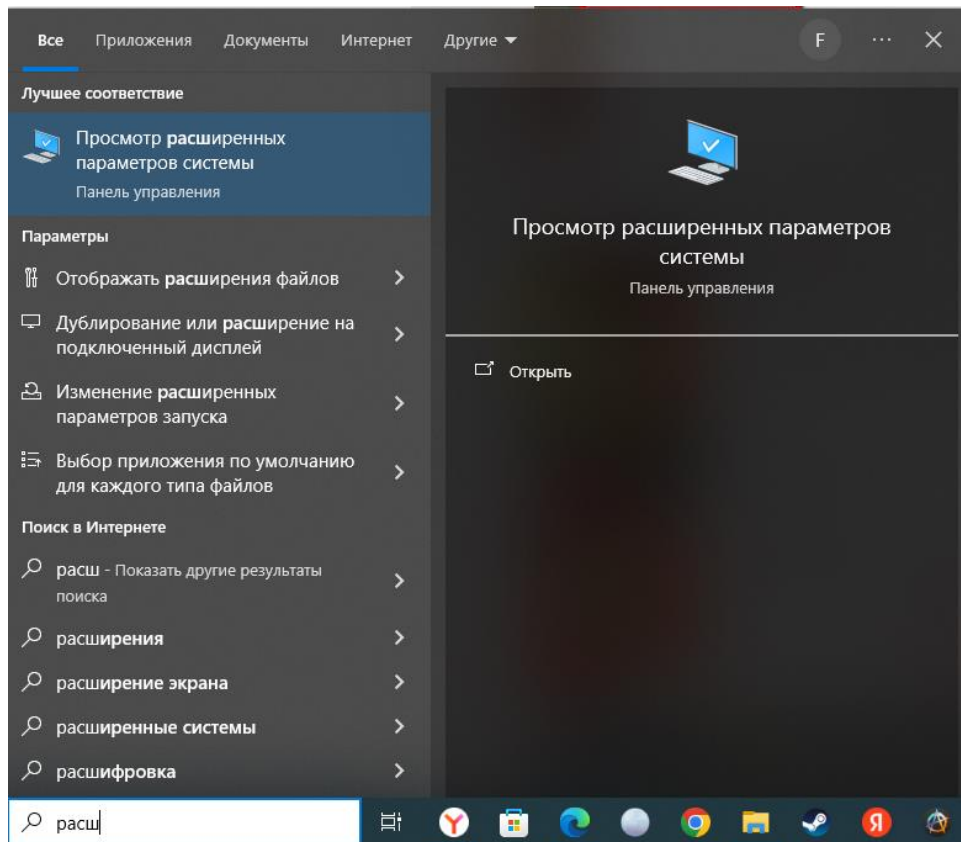 Все Приложения Документы Интернет Другие F ...
Лучшее соответствие
Просмотр расширенных
параметров системы
Панель управления
Параметры
Отображать расширения файлов
Дублирование или расширение на
подключенный дисплей
Изменение расширенных
параметров запуска
Выбор приложения по умолчанию
для каждого типа файлов
Поиск в Интернете
расш - Показать другие результаты
поиска
расширения
расширение экрана
расширенные системы
расшифровка
расш
Просмотр расширенных параметров
системы
Панель управления
Открыть
Y
Я